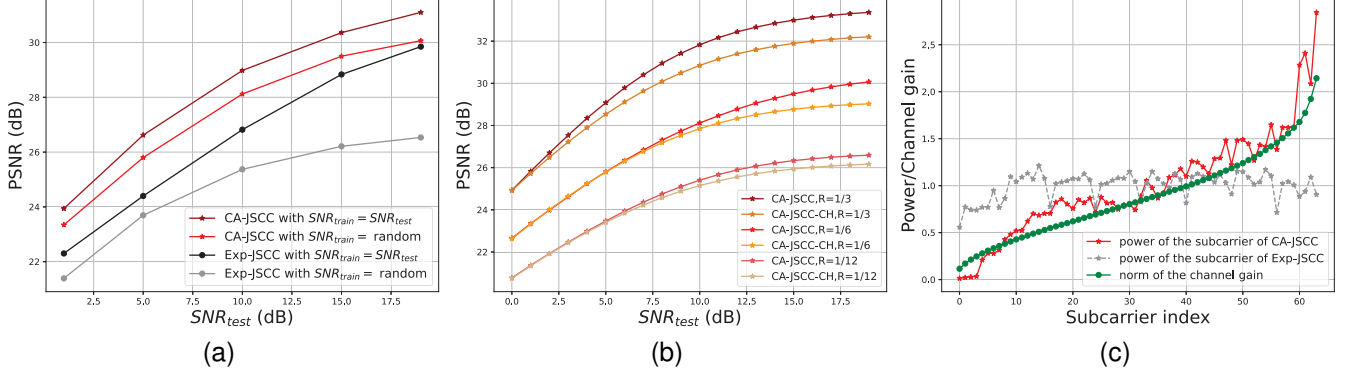 PSNR (dB)
30
28
26
24
22
CA-JSCC with SNR_train = SNR_test
CA-JSCC with SNR_train = random
Exp-JSCC with SNR_train = SNR_test
Exp-JSCC with SNR_train = random
2.5 5.0 7.5 10.0 12.5 15.0 17.5
SNR_test (dB)
(a)
PSNR (dB)
32
30
28
26
24
22
CA-JSCC,R=1/3
CA-JSCC-CH,R=1/3
CA-JSCC,R=1/6
CA-JSCC-CH,R=1/6
CA-JSCC,R=1/12
CA-JSCC-CH,R=1/12
0.0 2.5 5.0 7.5 10.0 12.5 15.0 17.5
SNR_test (dB)
(b)
Power/Channel gain
2,5
2,0
1.5
1.0
0.5
0.0
power of the subcarrier of CA-JSCC
power of the subcarrier of Exp-JSCC
norm of the channel gain
0 10 20 30 40 50 60
Subcarrier index
(c)